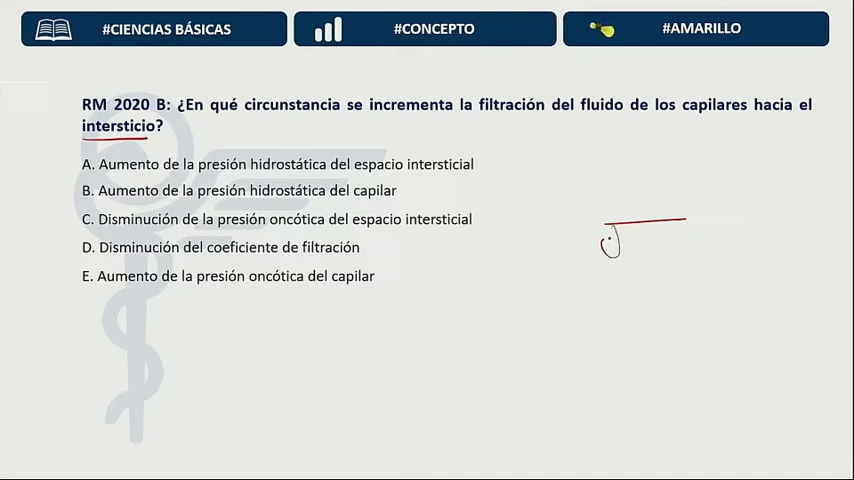 #CIENCIAS BÁSICAS
#CONCEPTO
#AMARILLO
RM 2020 B: ¿En qué circunstancia se incrementa la filtración del fluido de los capilares hacia el
intersticio?
A. Aumento de la presión hidrostática del espacio intersticial
B. Aumento de la presión hidrostática del capilar
C. Disminución de la presión oncótica del espacio intersticial
D. Disminución del coeficiente de filtración
E. Aumento de la presión oncótica del capilar